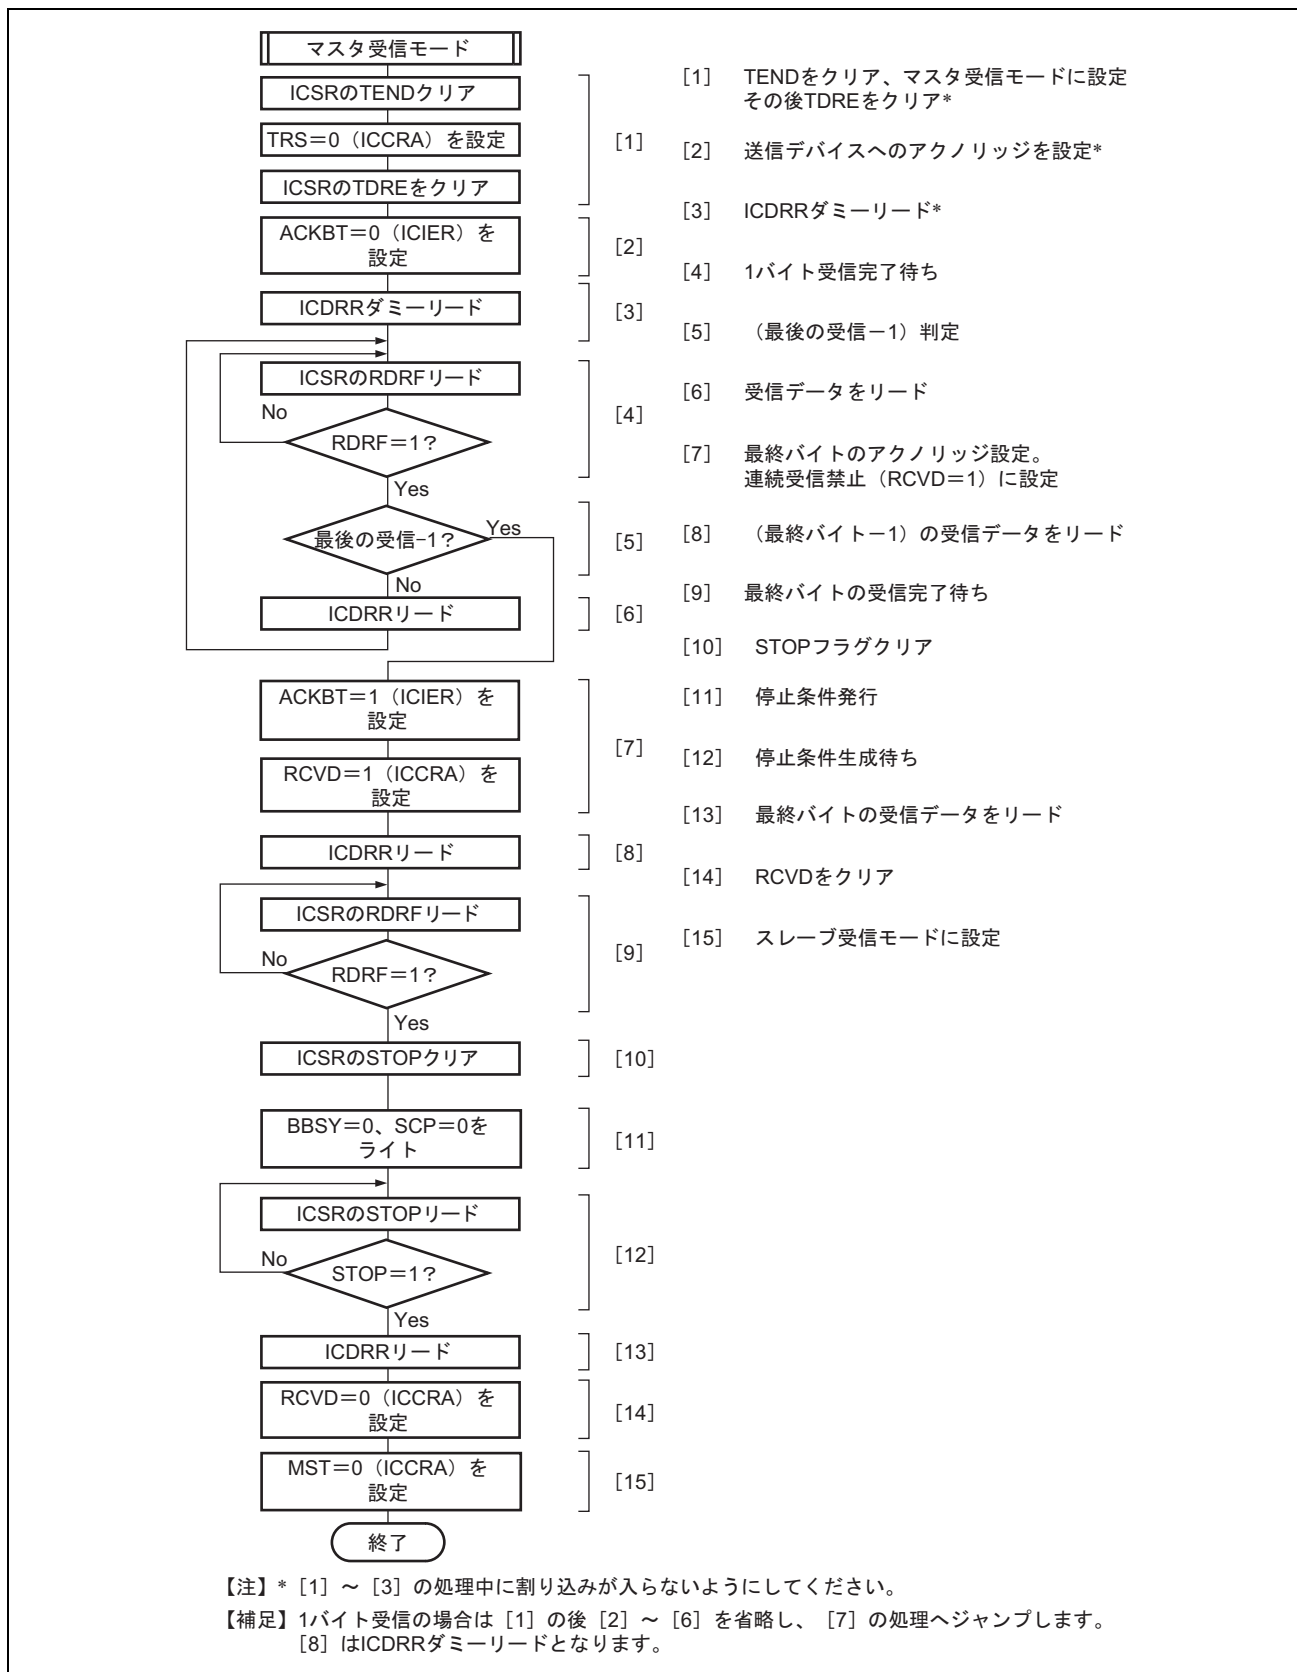 マスタ受信モード
ICSRのTENDクリア
TRS＝0（ICCRA）を設定
ICSRのTDREをクリア
［1］
ACKBT＝0（ICIER）を
設定
［2］
ICDRRダミーリード
［3］
ICSRのRDRFリード
No
RDRF＝1？
［4］
Yes
最後の受信-1？
Yes
［5］
No
ICDRRリード
［6］
ACKBT＝1（ICIER）を
設定
RCVD＝1（ICCRA）を
設定
［7］
ICDRRリード
［8］
ICSRのRDRFリード
No
RDRF＝1？
［9］
Yes
ICSRのSTOPクリア
［10］
BBSY＝0、SCP＝0を
ライト
［11］
ICSRのSTOPリード
No
STOP＝1？
［12］
Yes
ICDRRリード
［13］
RCVD＝0（ICCRA）を
設定
［14］
MST＝0（ICCRA）を
設定
［15］
終了
［1］ TENDをクリア、マスタ受信モードに設定
その後TDREをクリア*
［2］ 送信デバイスへのアクノリッジを設定*
［3］ ICDRRダミーリード*
［4］ 1バイト受信完了待ち
［5］ （最後の受信－1）判定
［6］ 受信データをリード
［7］ 最終バイトのアクノリッジ設定。
連続受信禁止（RCVD＝1）に設定
［8］ （最終バイト－1）の受信データをリード
［9］ 最終バイトの受信完了待ち
［10］ STOPフラグクリア
［11］ 停止条件発行
［12］ 停止条件生成待ち
［13］ 最終バイトの受信データをリード
［14］ RCVDをクリア
［15］ スレーブ受信モードに設定
【注】*［1］～［3］の処理中に割り込みが入らないようにしてください。
【補足】1バイト受信の場合は［1］の後［2］～［6］を省略し、［7］の処理へジャンプします。
［8］はICDRRダミーリードとなります。